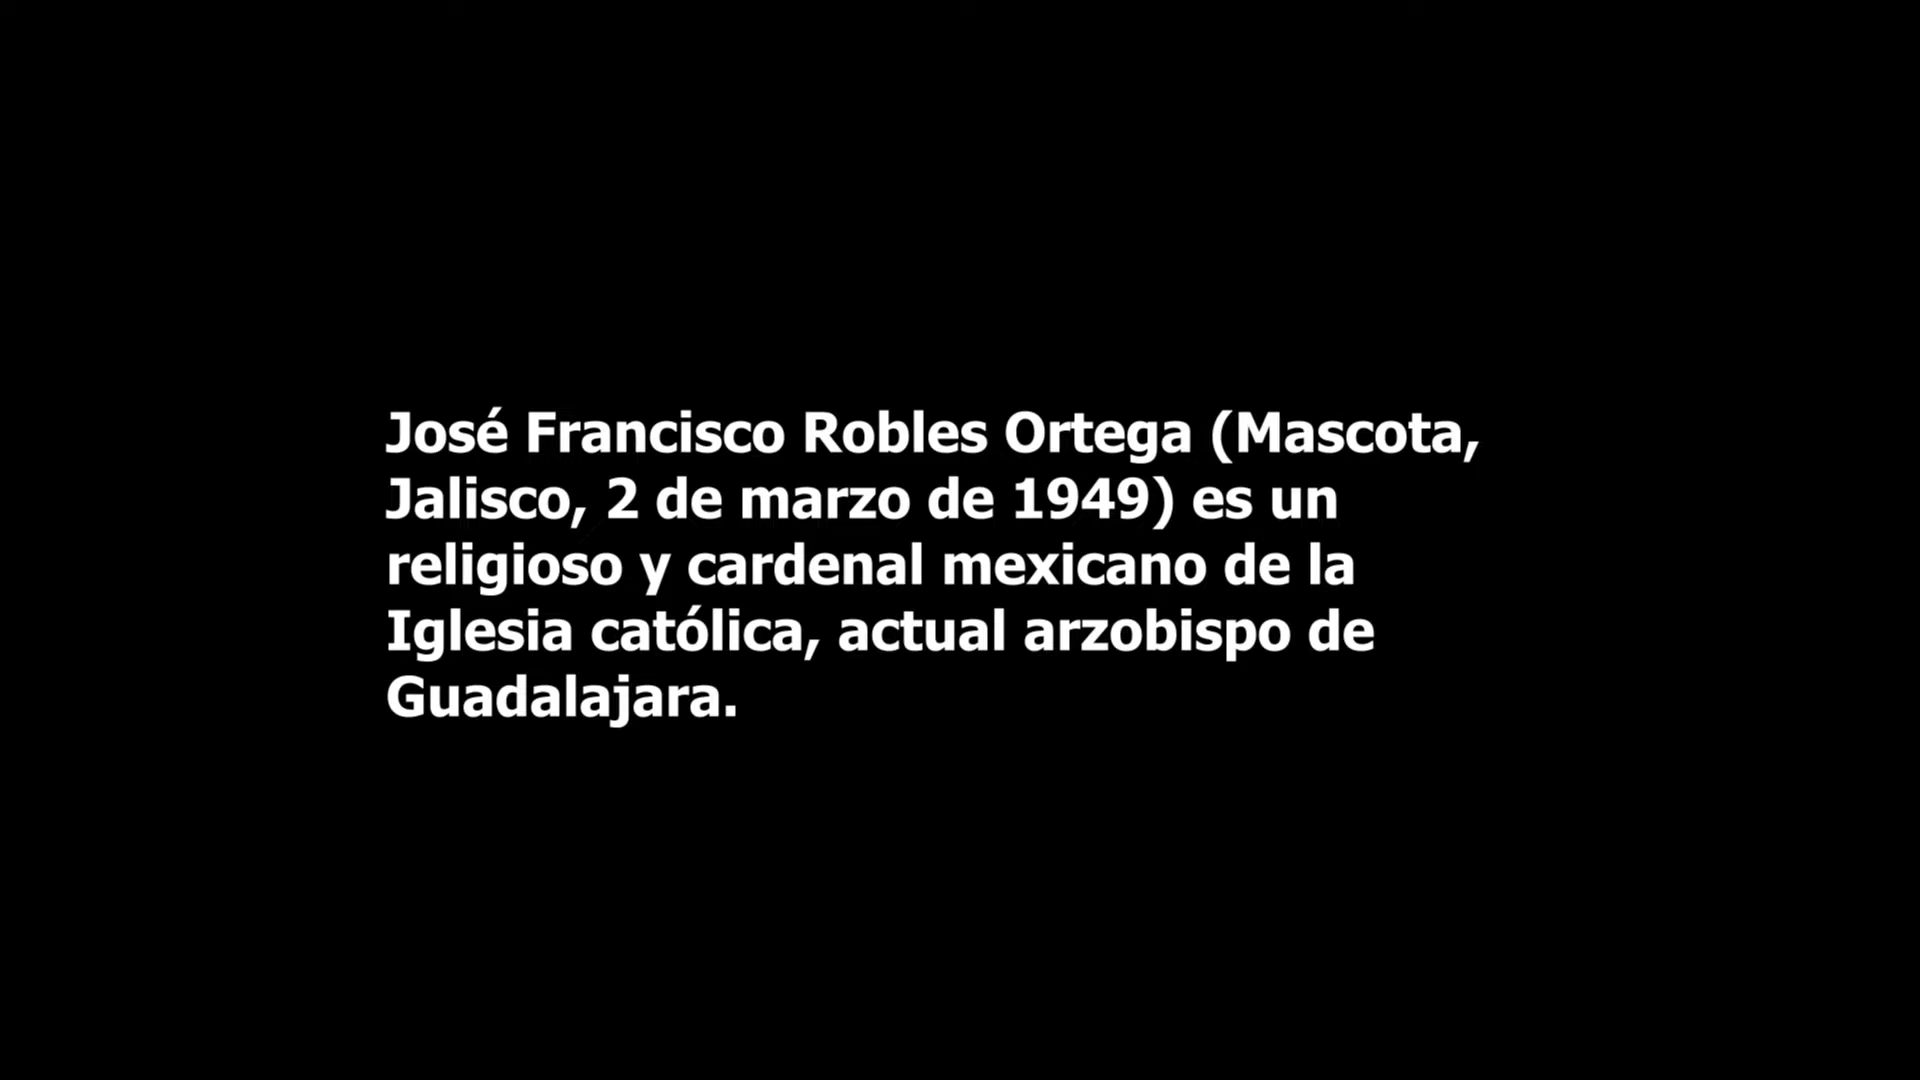 José Francisco Robles Ortega (Mascota,
Jalisco, 2 de marzo de 1949) es un
religioso y cardenal mexicano de la
Iglesia católica, actual arzobispo de
Guadalajara.